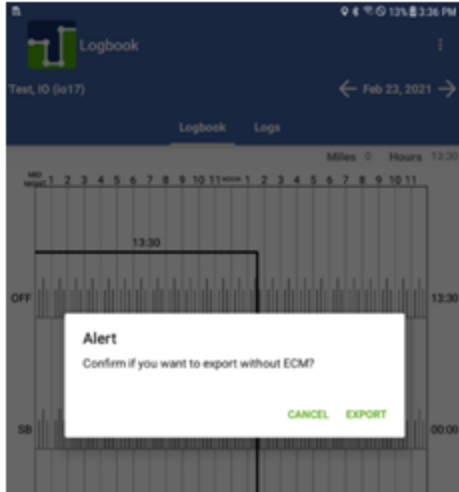 13% 3:36 PM
Logbook
Test, IO (io17)
Feb 23, 2021
Logbook Logs
Miles 0 Hours 13:30
MID NIGHT 1 2 3 4 5 6 7 8 9 10 11 NOON 1 2 3 4 5 6 7 8 9 10 11
13:30
OFF 13:30
Alert
Confirm if you want to export without ECM?
CANCEL EXPORT
SB 00:00